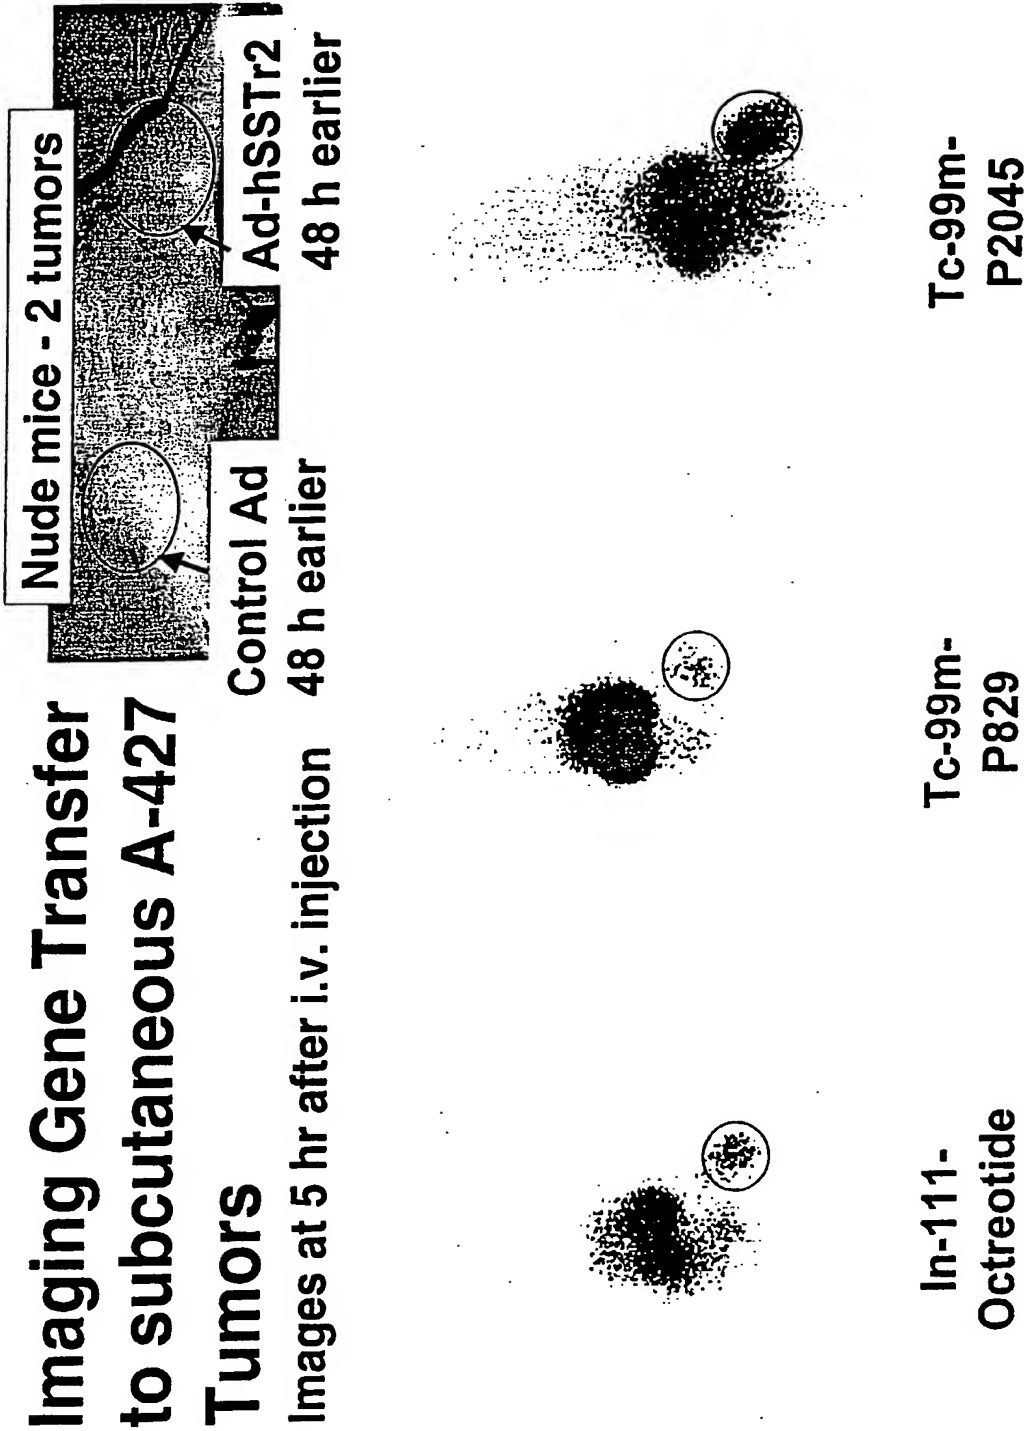 Imaging Gene Transfer
to subcutaneous A-427
Tumors
Images at 5 hr after i.v. injection
Nude mice - 2 tumors
Control Ad
48 h earlier
Ad-hSSTr2
48 h earlier
In-111-
Octreotide
Tc-99m-
P829
Tc-99m-
P2045